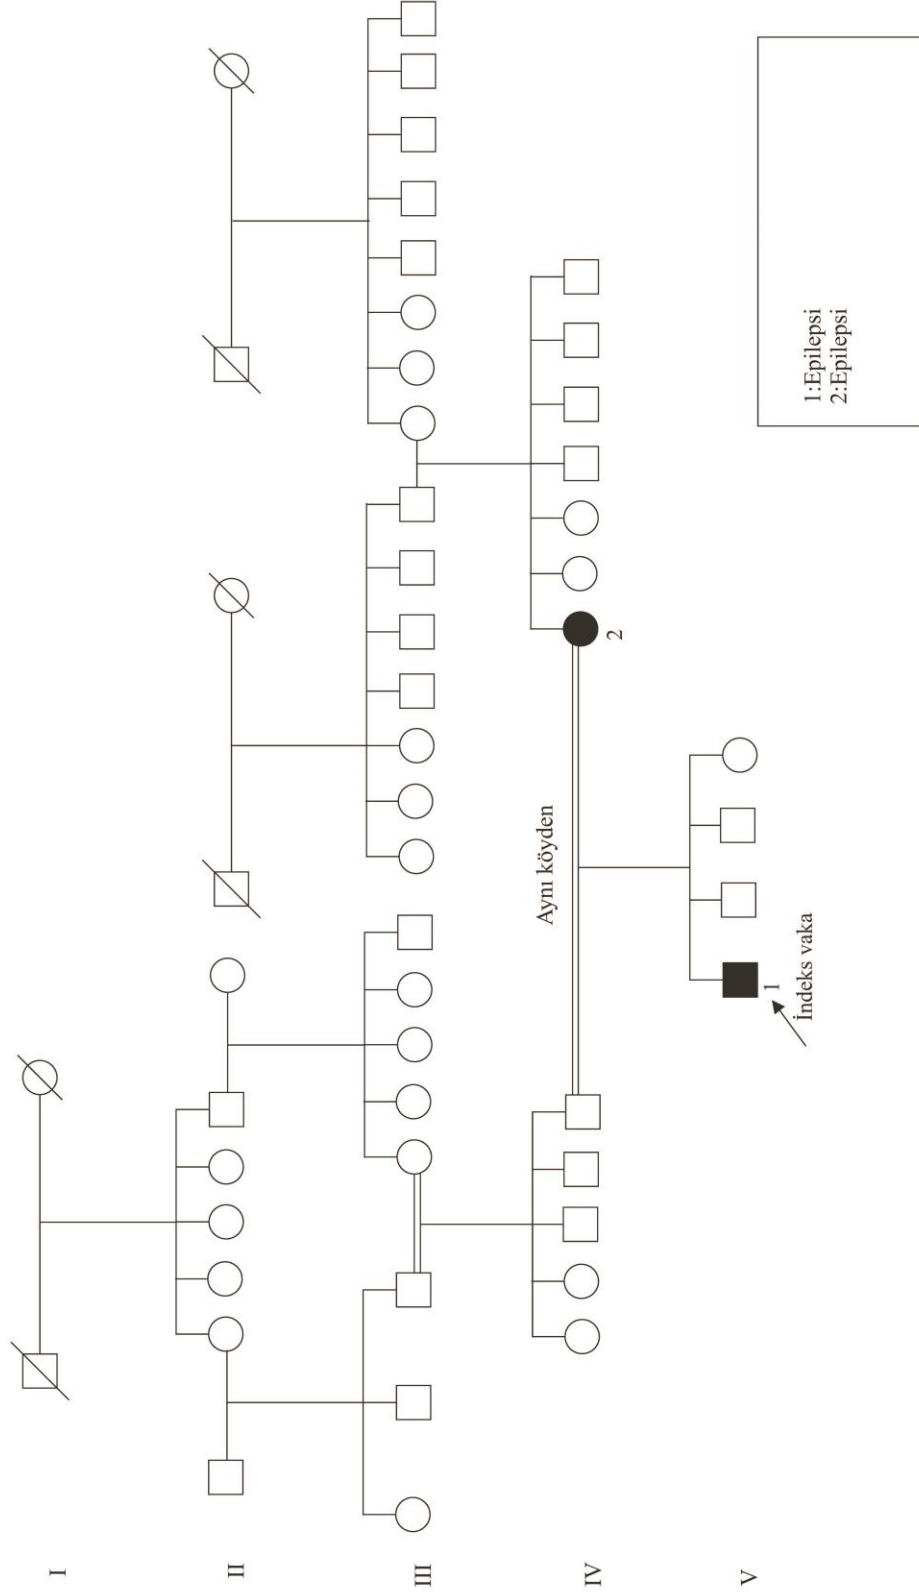 I
II
III
IV
V
Aynı köyden
2
1
İndeks vaka
1:Epilepsi
2:Epilepsi